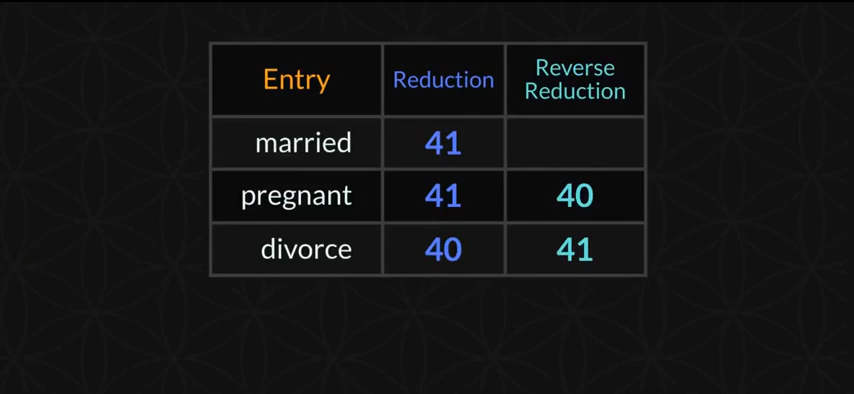 Entry Reduction Reverse Reduction
married 41
pregnant 41 40
divorce 40 41